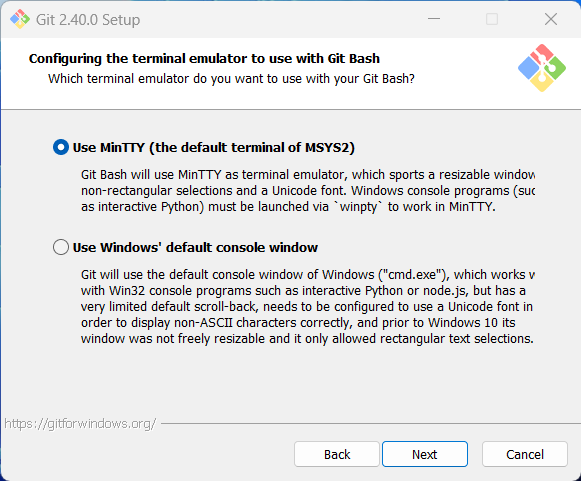 Git 2.40.0 Setup
Configuring the terminal emulator to use with Git Bash
Which terminal emulator do you want to use with your Git Bash?
Use MinTTY (the default terminal of MSYS2)
Git Bash will use MinTTY as terminal emulator, which sports a resizable window
non-rectangular selections and a Unicode font. Windows console programs (suc
as interactive Python) must be launched via `winpty` to work in MinTTY.
Use Windows' default console window
Git will use the default console window of Windows ("cmd.exe"), which works w
with Win32 console programs such as interactive Python or node.js, but has a
very limited default scroll-back, needs to be configured to use a Unicode font in
order to display non-ASCII characters correctly, and prior to Windows 10 its
window was not freely resizable and it only allowed rectangular text selections.
https://gitforwindows.org/
Back
Next
Cancel